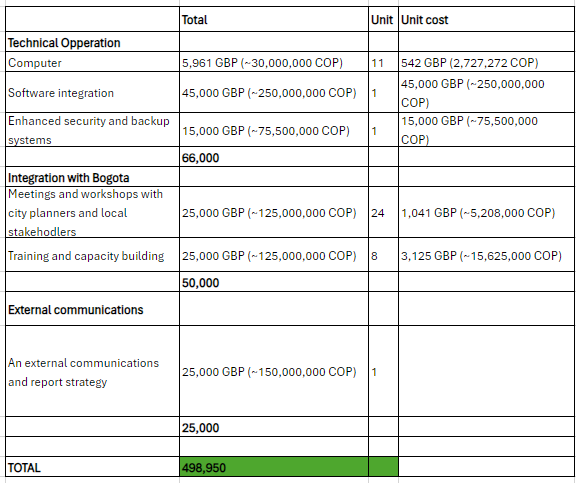 Total Unit Unit cost
Technical Opperation
Computer 5,961 GBP (~30,000,000 COP) 11 542 GBP (2,727,272 COP)
Software integration 45,000 GBP (~250,000,000 COP) 1 45,000 GBP (~250,000,000
COP)
Enhanced security and backup
systems 15,000 GBP (~75,500,000 COP) 1 15,000 GBP (~75,500,000
COP)
66,000
Integration with Bogota
Meetings and workshops with
city planners and local
stakehodlers 25,000 GBP (~125,000,000 COP) 24 1,041 GBP (~5,208,000 COP)
Training and capacity building 25,000 GBP (~125,000,000 COP) 8 3,125 GBP (~15,625,000 COP)
50,000
External communications
An external communications
and report strategy 25,000 GBP (~150,000,000 COP) 1
25,000
TOTAL 498,950